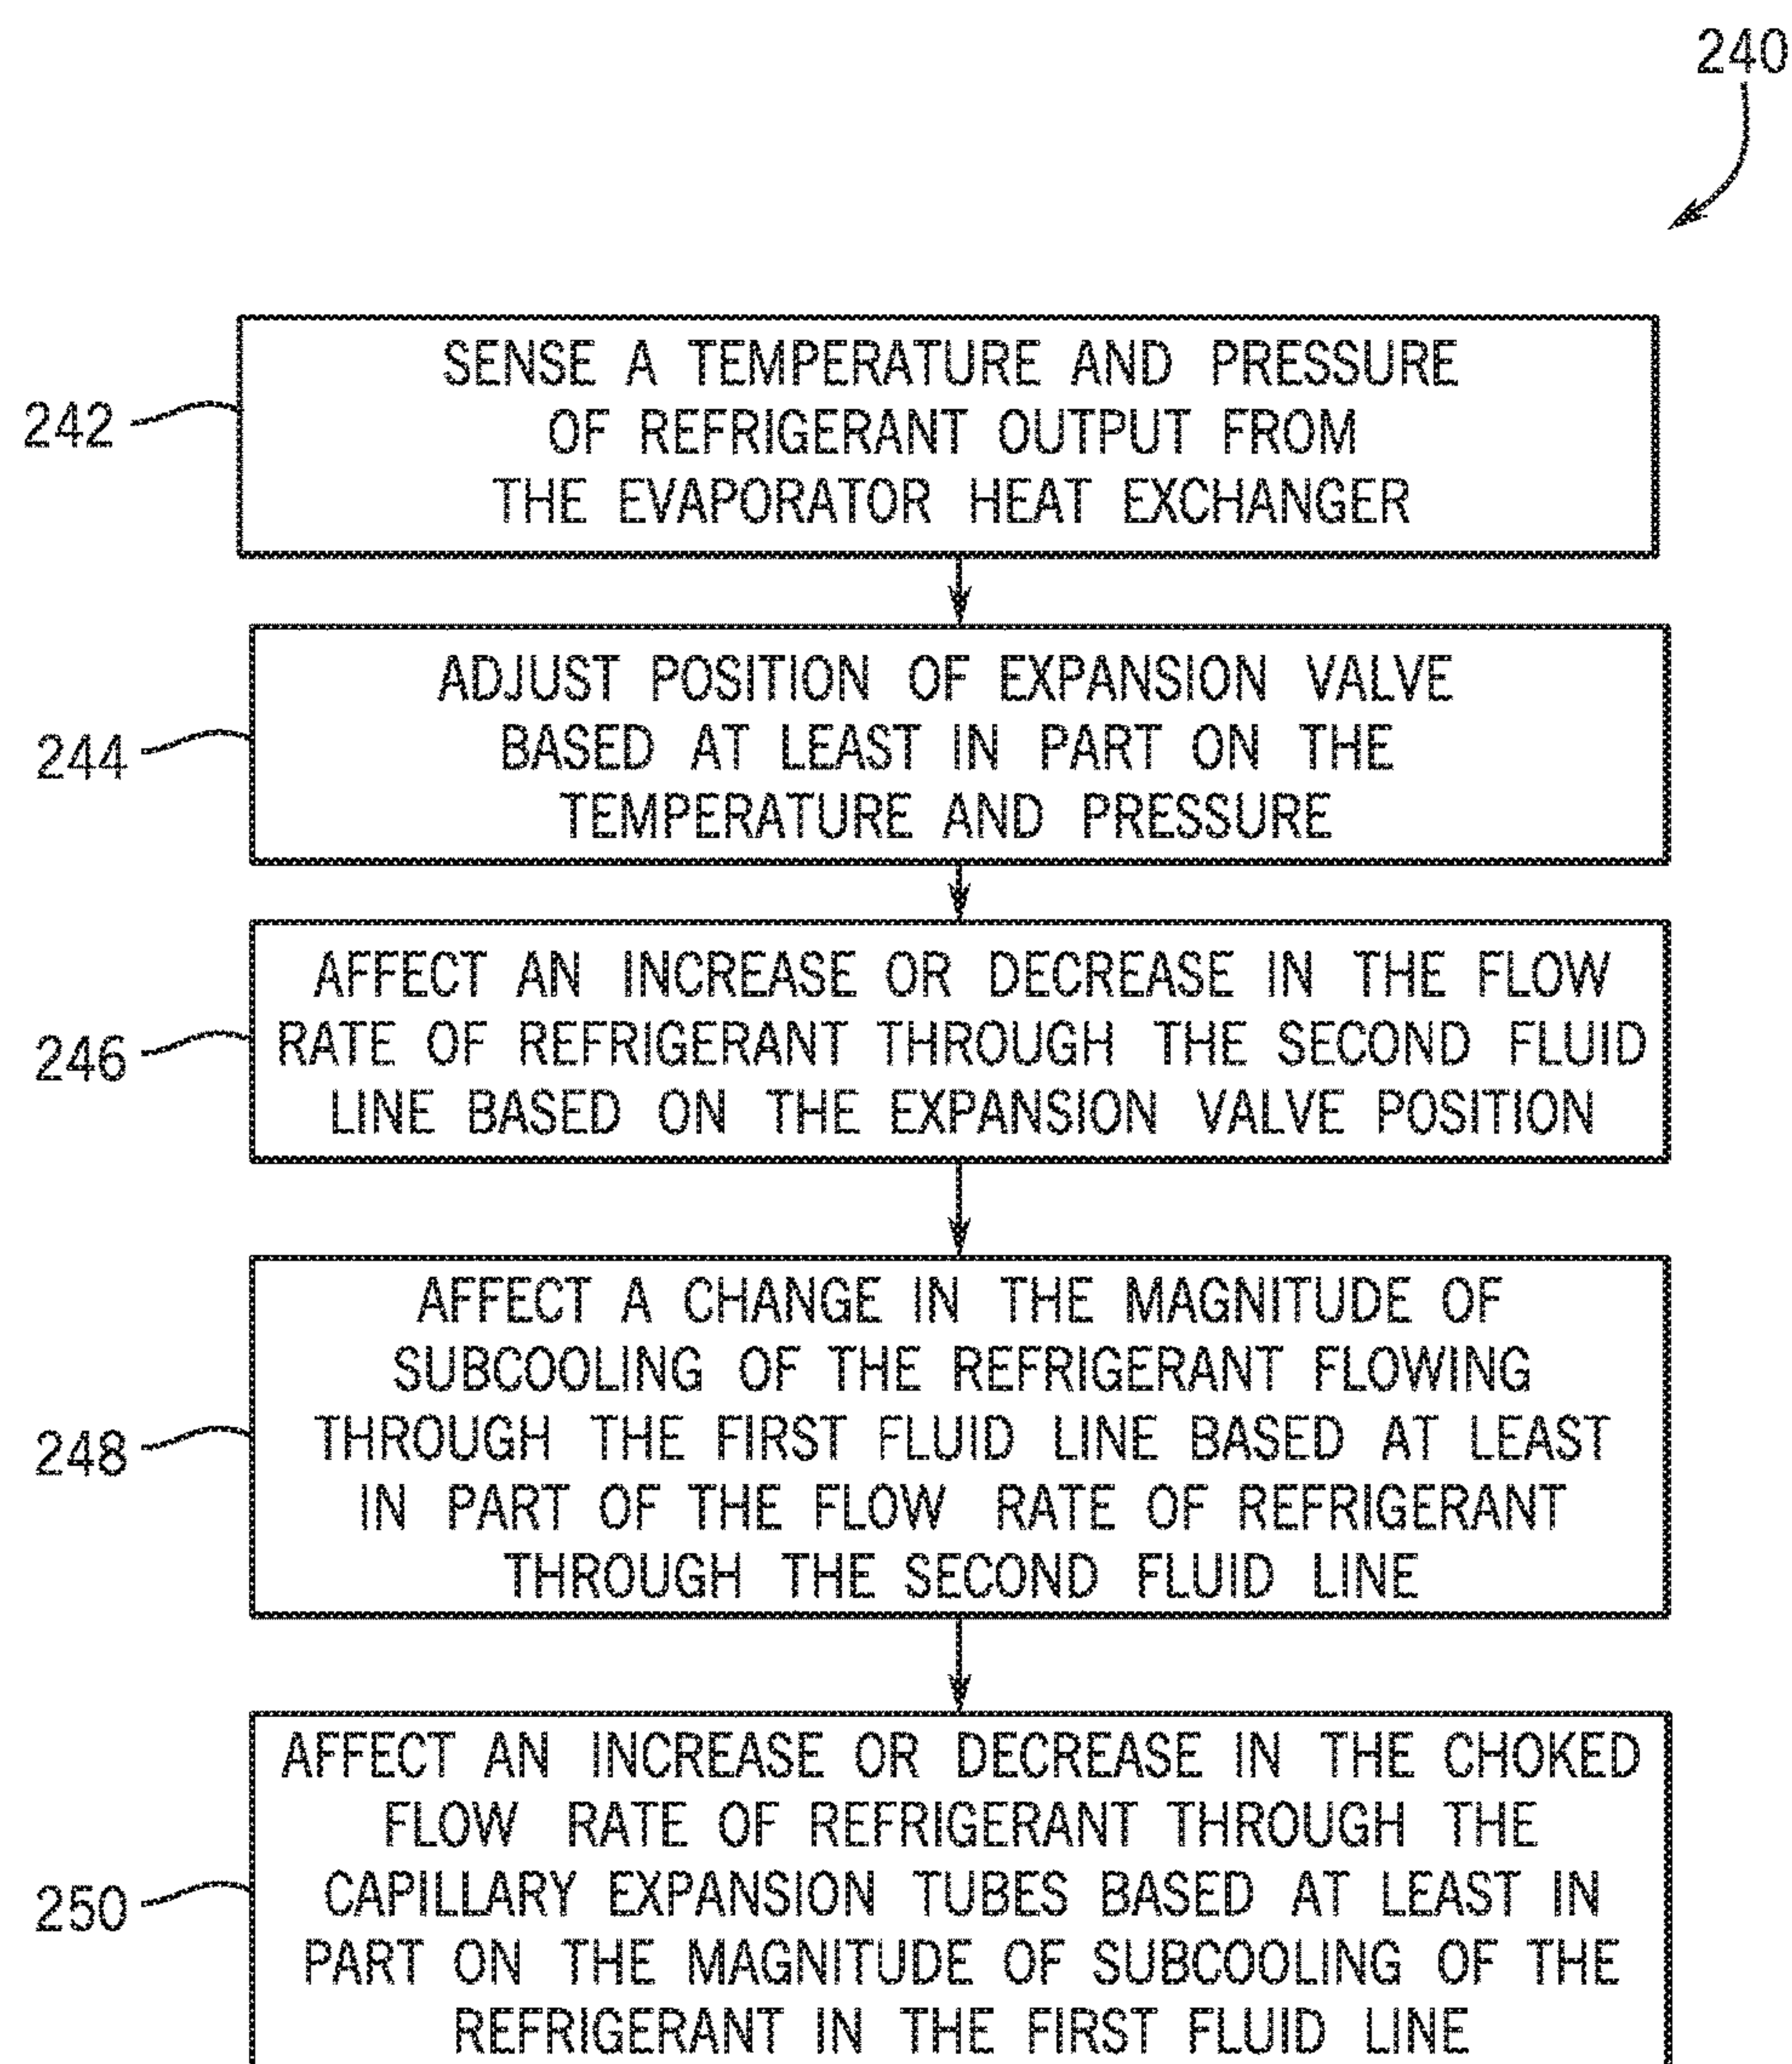 240
242
SENSE A TEMPERATURE AND PRESSURE
OF REFRIGERANT OUTPUT FROM
THE EVAPORATOR HEAT EXCHANGER
244
ADJUST POSITION OF EXPANSION VALVE
BASED AT LEAST IN PART ON THE
TEMPERATURE AND PRESSURE
246
AFFECT AN INCREASE OR DECREASE IN THE FLOW
RATE OF REFRIGERANT THROUGH THE SECOND FLUID
LINE BASED ON THE EXPANSION VALVE POSITION
248
AFFECT A CHANGE IN THE MAGNITUDE OF
SUBCOOLING OF THE REFRIGERANT FLOWING
THROUGH THE FIRST FLUID LINE BASED AT LEAST
IN PART OF THE FLOW RATE OF REFRIGERANT
THROUGH THE SECOND FLUID LINE
250
AFFECT AN INCREASE OR DECREASE IN THE CHOKED
FLOW RATE OF REFRIGERANT THROUGH THE
CAPILLARY EXPANSION TUBES BASED AT LEAST IN
PART ON THE MAGNITUDE OF SUBCOOLING OF THE
REFRIGERANT IN THE FIRST FLUID LINE